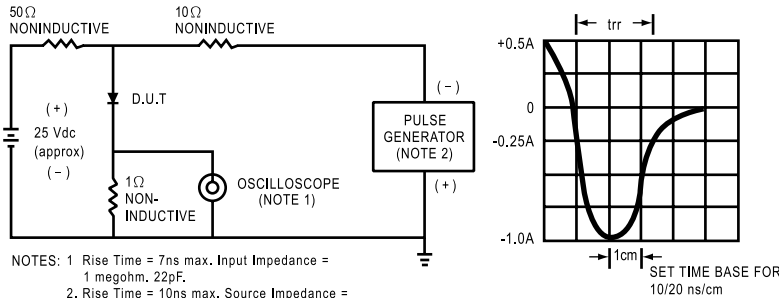 50Ω
NONINDUCTIVE
10Ω
NONINDUCTIVE
(+)
25 Vdc
(approx)
(−)
D.U.T
1Ω
NON-
INDUCTIVE
OSCILLOSCOPE
(NOTE 1)
(−)
PULSE
GENERATOR
(NOTE 2)
(+)
trr
+0.5A
0
-0.25A
-1.0A
1cm
SET TIME BASE FOR
10/20 ns/cm
NOTES: 1 Rise Time = 7ns max. Input Impedance =
1 megohm. 22pF.
2. Rise Time = 10ns max. Source Impedance =